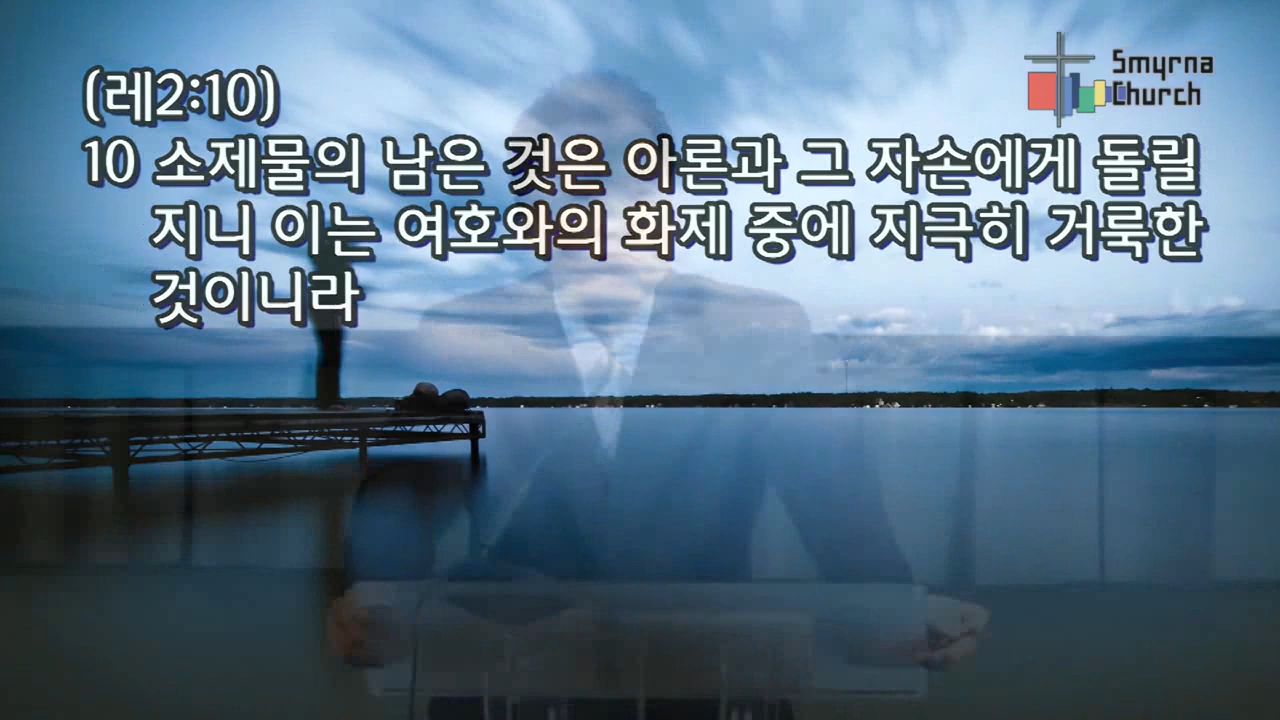 (레2:10)
Smyrna
Church
10 소제물의 남은 것은 아론과 그 자손에게 돌릴
지니 이는 여호와의 화제 중에 지극히 거룩한
것이니라